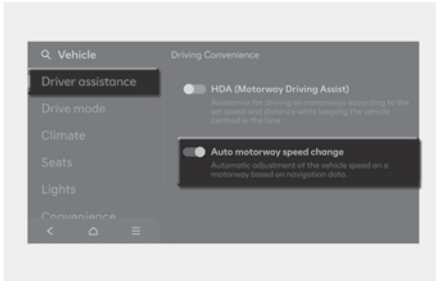 Vehicle
Driving Convenience
Driver assistance
HDA (Motorway Driving Assist)
Assistance for driving on motorways according to the
set speed and distance while keeping the vehicle
centred in the lane
Drive mode
Climate
Auto motorway speed change
Automatic adjustment of the vehicle speed on a
motorway based on navigation data.
Seats
Lights
Convenience